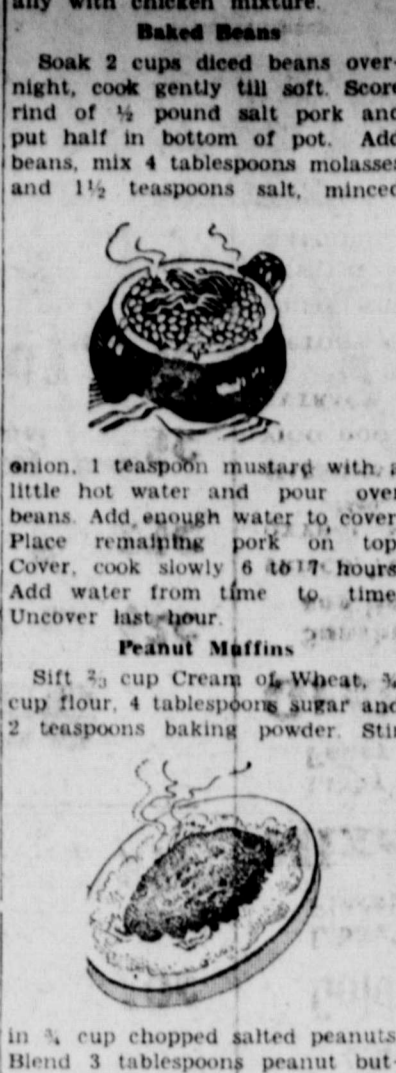 any with chicken mixture.
Baked Beans
Soak 2 cups diced beans over-
night, cook gently till soft. Score
rind of ½ pound salt pork and
put half in bottom of pot. Add
beans, mix 4 tablespoons molasses
and 1½ teaspoons salt, minced
onion, 1 teaspoon mustard with a
little hot water and pour over
beans. Add enough water to cover.
Place remaining pork on top.
Cover, cook slowly 6 to 7 hours.
Add water from time to time.
Uncover last hour.
Peanut Muffins
Sift ⅔ cup Cream of Wheat, ¾
cup flour, 4 tablespoons sugar and
2 teaspoons baking powder. Stir
in ¾ cup chopped salted peanuts.
Blend 3 tablespoons peanut but-